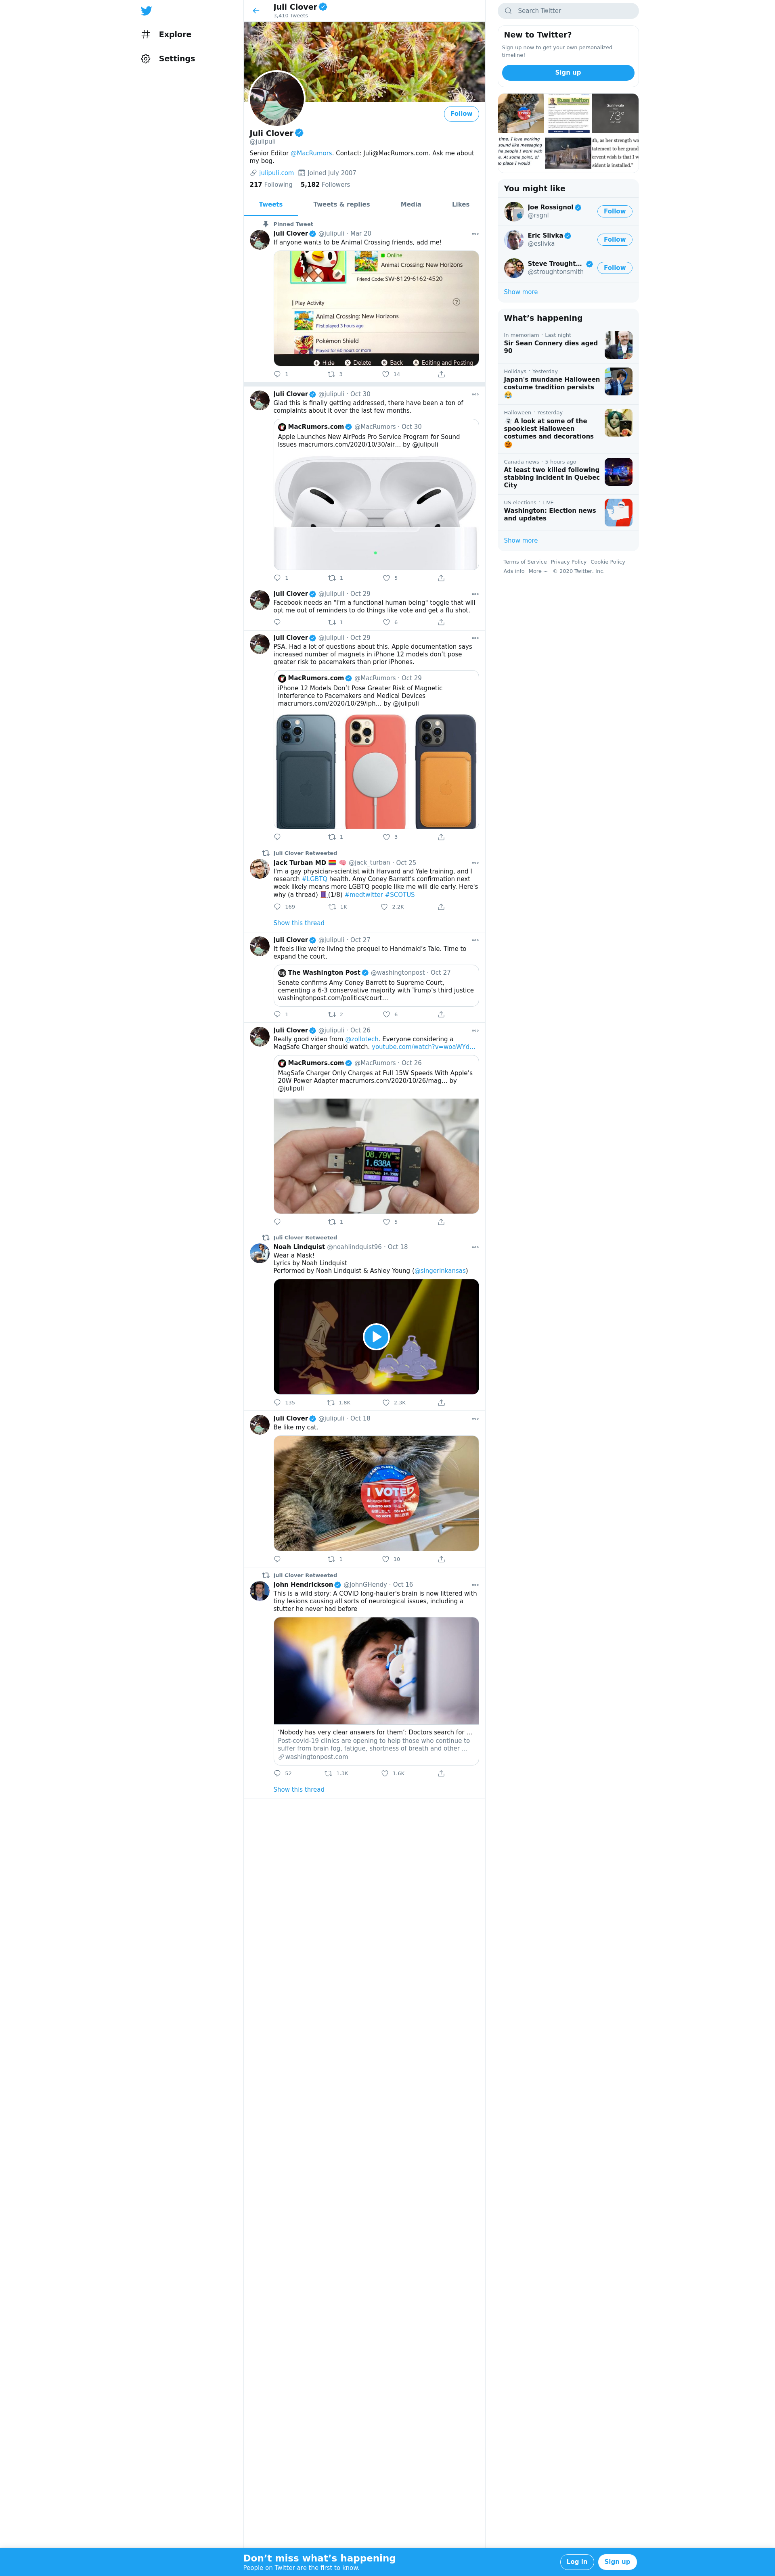 Explore
Settings
Juli Clover
3,410 Tweets
Follow
Juli Clover
@julipuli
Senior Editor @MacRumors. Contact: Juli@MacRumors.com. Ask me about
my bog.
julipuli.com Joined July 2007
217 Following 5,182 Followers
Tweets Tweets & replies Media Likes
Pinned Tweet
Juli Clover @julipuli · Mar 20
If anyone wants to be Animal Crossing friends, add me!
Online
Animal Crossing: New Horizons
Friend Code: SW-8129-6162-4520
Play Activity
?
Animal Crossing: New Horizons
First played 3 hours ago
Pokémon Shield
Played for 60 hours or more
Hide X Delete B Back A Editing and Posting
1 3 14
Juli Clover @julipuli · Oct 30
Glad this is finally getting addressed, there have been a ton of
complaints about it over the last few months.
MacRumors.com @MacRumors · Oct 30
Apple Launches New AirPods Pro Service Program for Sound
Issues macrumors.com/2020/10/30/air… by @julipuli
1 1 5
Juli Clover @julipuli · Oct 29
Facebook needs an "I'm a functional human being" toggle that will
opt me out of reminders to do things like vote and get a flu shot.
1 6
Juli Clover @julipuli · Oct 29
PSA. Had a lot of questions about this. Apple documentation says
increased number of magnets in iPhone 12 models don’t pose
greater risk to pacemakers than prior iPhones.
MacRumors.com @MacRumors · Oct 29
iPhone 12 Models Don’t Pose Greater Risk of Magnetic
Interference to Pacemakers and Medical Devices
macrumors.com/2020/10/29/iph… by @julipuli
1 3
Juli Clover Retweeted
Jack Turban MD @jack_turban · Oct 25
I'm a gay physician-scientist with Harvard and Yale training, and I
research #LGBTQ health. Amy Coney Barrett's confirmation next
week likely means more LGBTQ people like me will die early. Here's
why (a thread) (1/8) #medtwitter #SCOTUS
169 1K 2.2K
Show this thread
Juli Clover @julipuli · Oct 27
It feels like we’re living the prequel to Handmaid’s Tale. Time to
expand the court.
The Washington Post @washingtonpost · Oct 27
Senate confirms Amy Coney Barrett to Supreme Court,
cementing a 6-3 conservative majority with Trump’s third justice
washingtonpost.com/politics/court…
1 2 6
Juli Clover @julipuli · Oct 26
Really good video from @zollotech. Everyone considering a
MagSafe Charger should watch. youtube.com/watch?v=woaWYd…
MacRumors.com @MacRumors · Oct 26
MagSafe Charger Only Charges at Full 15W Speeds With Apple’s
20W Power Adapter macrumors.com/2020/10/26/mag… by
@julipuli
08.79V
1.638A
1 5
Juli Clover Retweeted
Noah Lindquist @noahlindquist96 · Oct 18
Wear a Mask!
Lyrics by Noah Lindquist
Performed by Noah Lindquist & Ashley Young (@singerinkansas)
135 1.8K 2.3K
Juli Clover @julipuli · Oct 18
Be like my cat.
I VOTED
1 10
Juli Clover Retweeted
John Hendrickson @JohnGHendy · Oct 16
This is a wild story: A COVID long-hauler’s brain is now littered with
tiny lesions causing all sorts of neurological issues, including a
stutter he never had before
‘Nobody has very clear answers for them’: Doctors search for …
Post-covid-19 clinics are opening to help those who continue to
suffer from brain fog, fatigue, shortness of breath and other …
washingtonpost.com
52 1.3K 1.6K
Show this thread
Search Twitter
New to Twitter?
Sign up now to get your own personalized
timeline!
Sign up
73°
You might like
Joe Rossignol
@rsgnl
Follow
Eric Slivka
@eslivka
Follow
Steve Trought…
@stroughtonsmith
Follow
Show more
What’s happening
In memoriam · Last night
Sir Sean Connery dies aged
90
Holidays · Yesterday
Japan's mundane Halloween
costume tradition persists
Halloween · Yesterday
A look at some of the
spookiest Halloween
costumes and decorations
Canada news · 5 hours ago
At least two killed following
stabbing incident in Quebec
City
US elections · LIVE
Washington: Election news
and updates
Show more
Terms of Service Privacy Policy Cookie Policy
Ads info More © 2020 Twitter, Inc.
Don’t miss what’s happening
People on Twitter are the first to know.
Log in Sign up